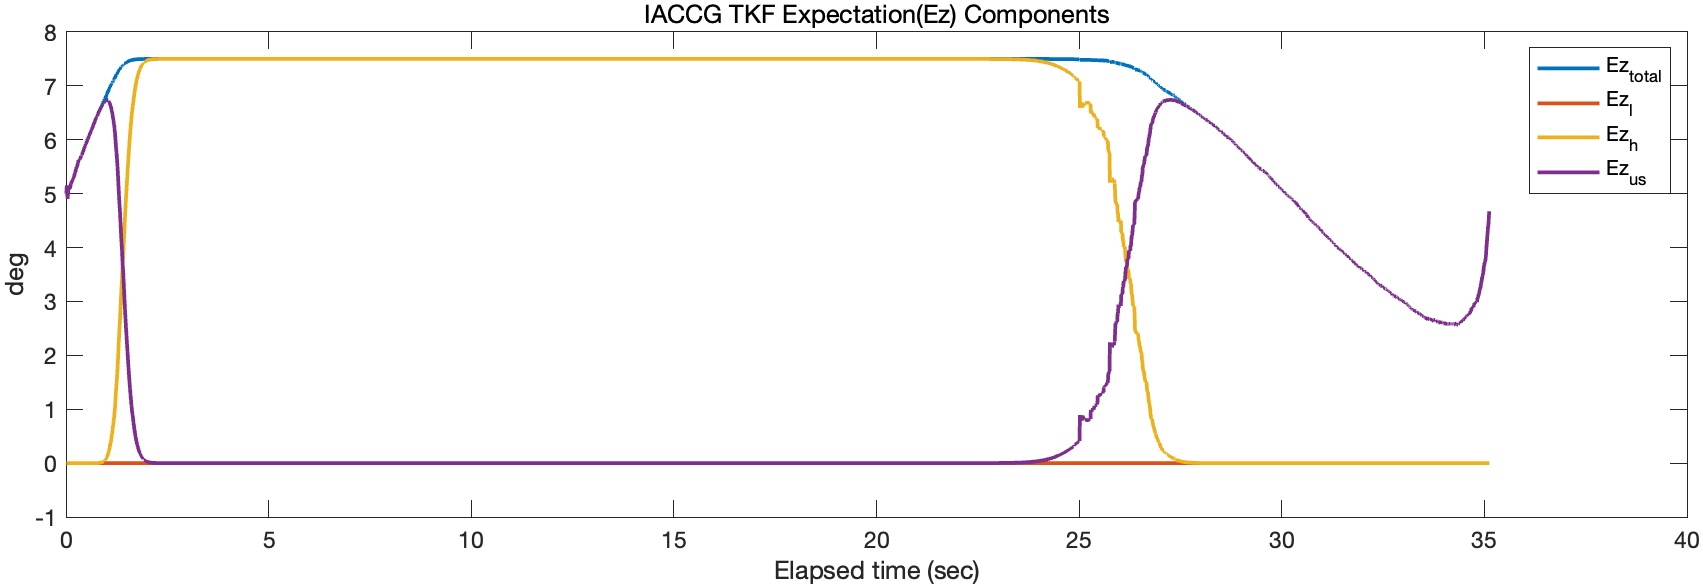 IACCG TKF Expectation(Ez) Components
8
7
6
5
4
3
2
1
0
-1
deg
0 5 10 15 20 25 30 35 40
Elapsed time (sec)
Ez_total
Ez_l
Ez_h
Ez_us